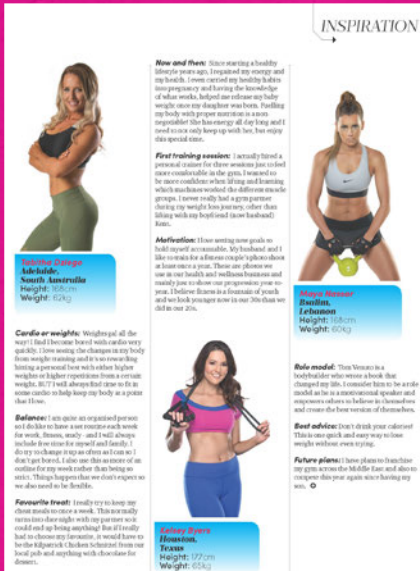 INSPIRATION
Now and then: Since starting a healthy
lifestyle years ago, I regained my energy and
my health. I even carried my healthy habits
into pregnancy and having the knowledge
of what works, helped me release my baby
weight once my daughter was born. Fuelling
my body with proper nutrition is a non
negotiable! She has energy all day long and I
need to not only keep up with her, but enjoy
this special time.
First training session: I actually hired a
personal trainer for three sessions just to feel
more comfortable in the gym. I wanted to
be more confident when lifting and learning
which machines worked the different muscle
groups. I never really had a gym partner
during my weight loss journey, other than
lifting with my boyfriend (now husband)
Kent.
Motivation: I love seeing new goals to
hold myself accountable. My husband and I
like to train for a fitness couple's photo shoot
at least once a year. These are photos we
use in our health and wellness business and
mainly just to show our progression year to
year. I believe fitness is a fountain of youth
and we look younger now in our 30s than we
did in our 20s.
Tabitha Dziego
Adelaide,
South Australia
Height: 168cm
Weight: 62kg
Cardio or weights: Weights gal all the
way! I find I become bored with cardio very
quickly. I love seeing the changes in my body
from weight training and it's so rewarding
hitting a personal best with either higher
weights or higher repetitions from a certain
weight. BUT I will always find time to fit in
some cardio to help keep my body at a point
that I love.
Balance: I am quite an organised person
so I do like to have a set routine each week
for work, fitness, study - and I will always
include free time for myself and family. I
do try to change it up as often as I can so I
don't get bored. I also use this as more of an
outline for my week rather than being so
strict. Things happen that we don't expect so
we also need to be flexible.
Favourite treat: I really try to keep my
cheat meals to once a week. This normally
turns into date night with my partner so it
could end up being anything! But if I really
had to choose my favourite, it would have to
be the Kilpatrick Chicken Schnitzel from our
local pub and anything with chocolate for
dessert.
Kelsey Byers
Houston,
Texas
Height: 177cm
Weight: 65kg
Maya Nassar
Bsalim,
Lebanon
Height: 168cm
Weight: 60kg
Role model: Tom Venuto is a
bodybuilder who wrote a book that
changed my life. I consider him to be a role
model as he is a motivational speaker and
empowers others to believe in themselves
and create the best version of themselves.
Best advice: Don't drink your calories!
This is one quick and easy way to lose
weight without even trying.
Future plans: I have plans to franchise
my gym across the Middle East and also to
compete this year again since having my
son.